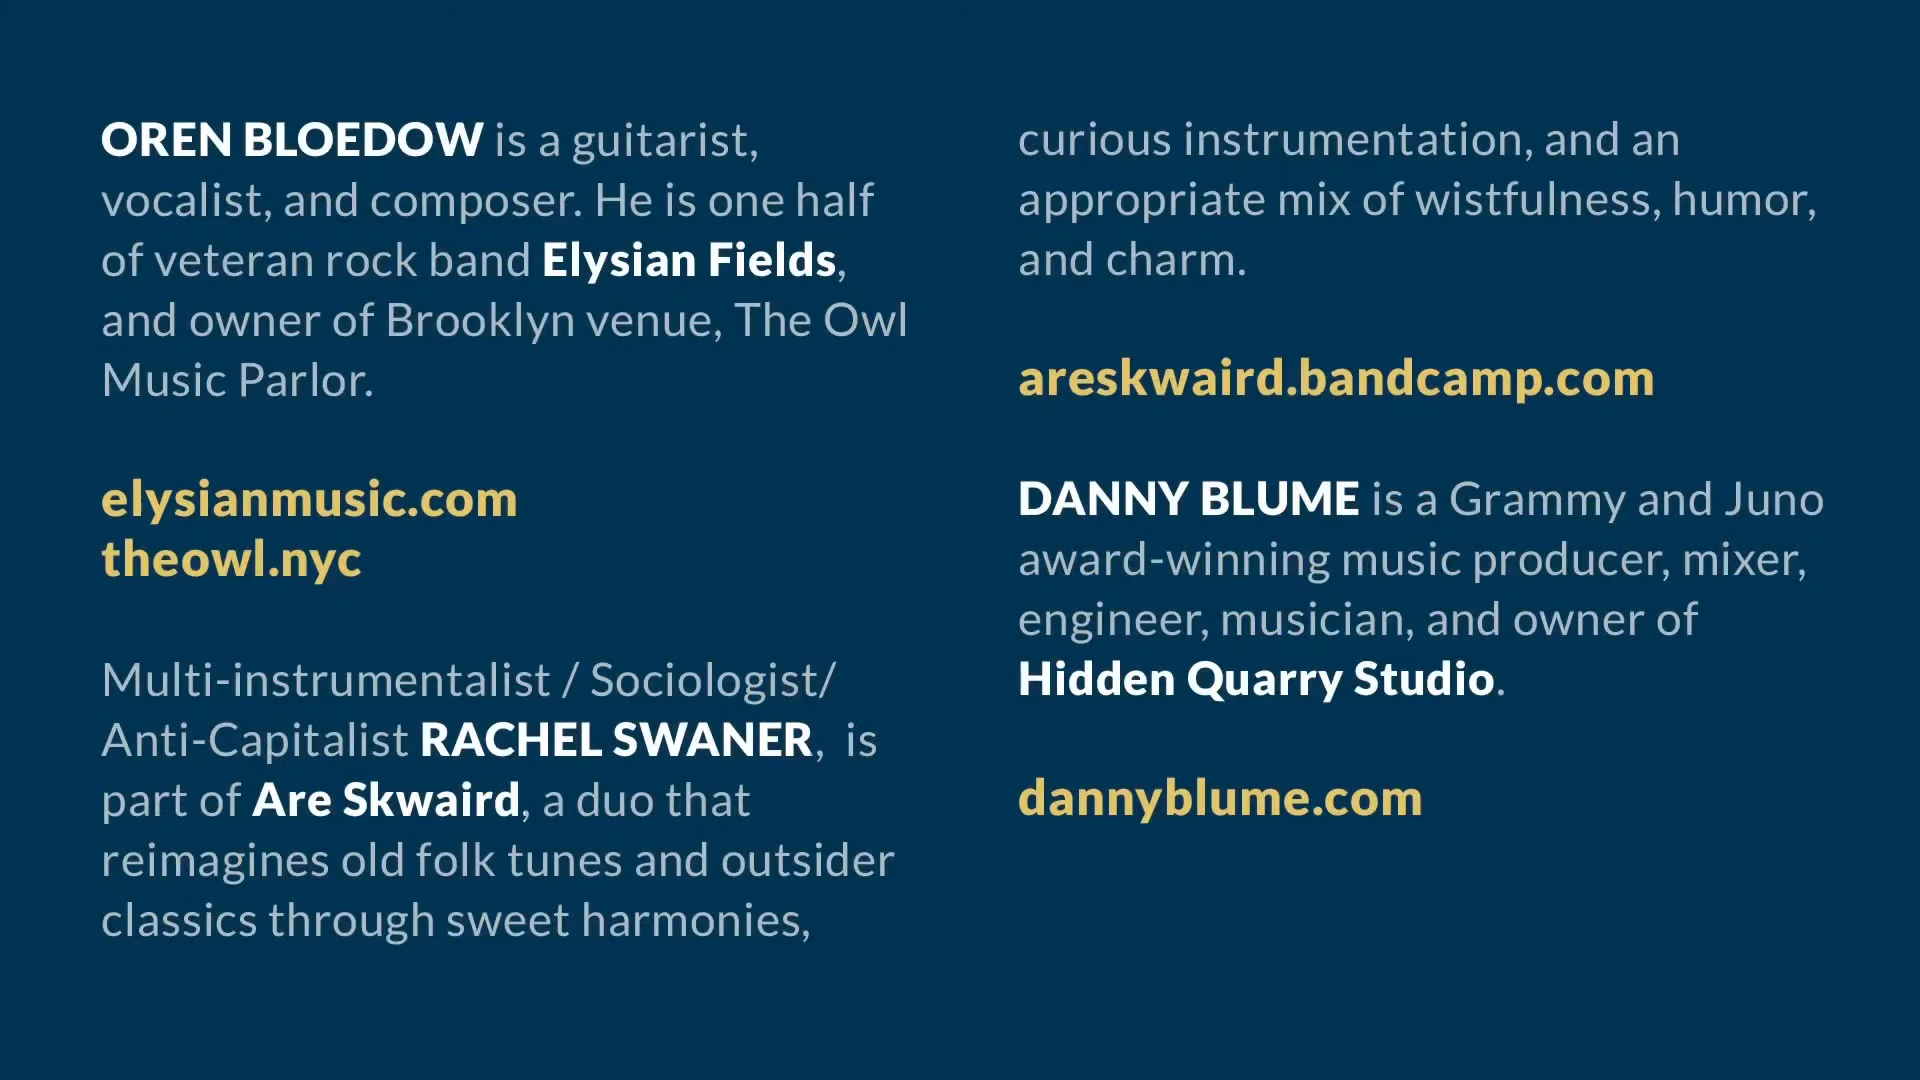 OREN BLOEDOW is a guitarist,
vocalist, and composer. He is one half
of veteran rock band Elysian Fields,
and owner of Brooklyn venue, The Owl
Music Parlor.
elysianmusic.com
theowl.nyc
Multi-instrumentalist / Sociologist/
Anti-Capitalist RACHEL SWANER,  is
part of Are Skwaird, a duo that
reimagines old folk tunes and outsider
classics through sweet harmonies,
curious instrumentation, and an
appropriate mix of wistfulness, humor,
and charm.
areskwaird.bandcamp.com
DANNY BLUME is a Grammy and Juno
award-winning music producer, mixer,
engineer, musician, and owner of
Hidden Quarry Studio.
dannyblume.com